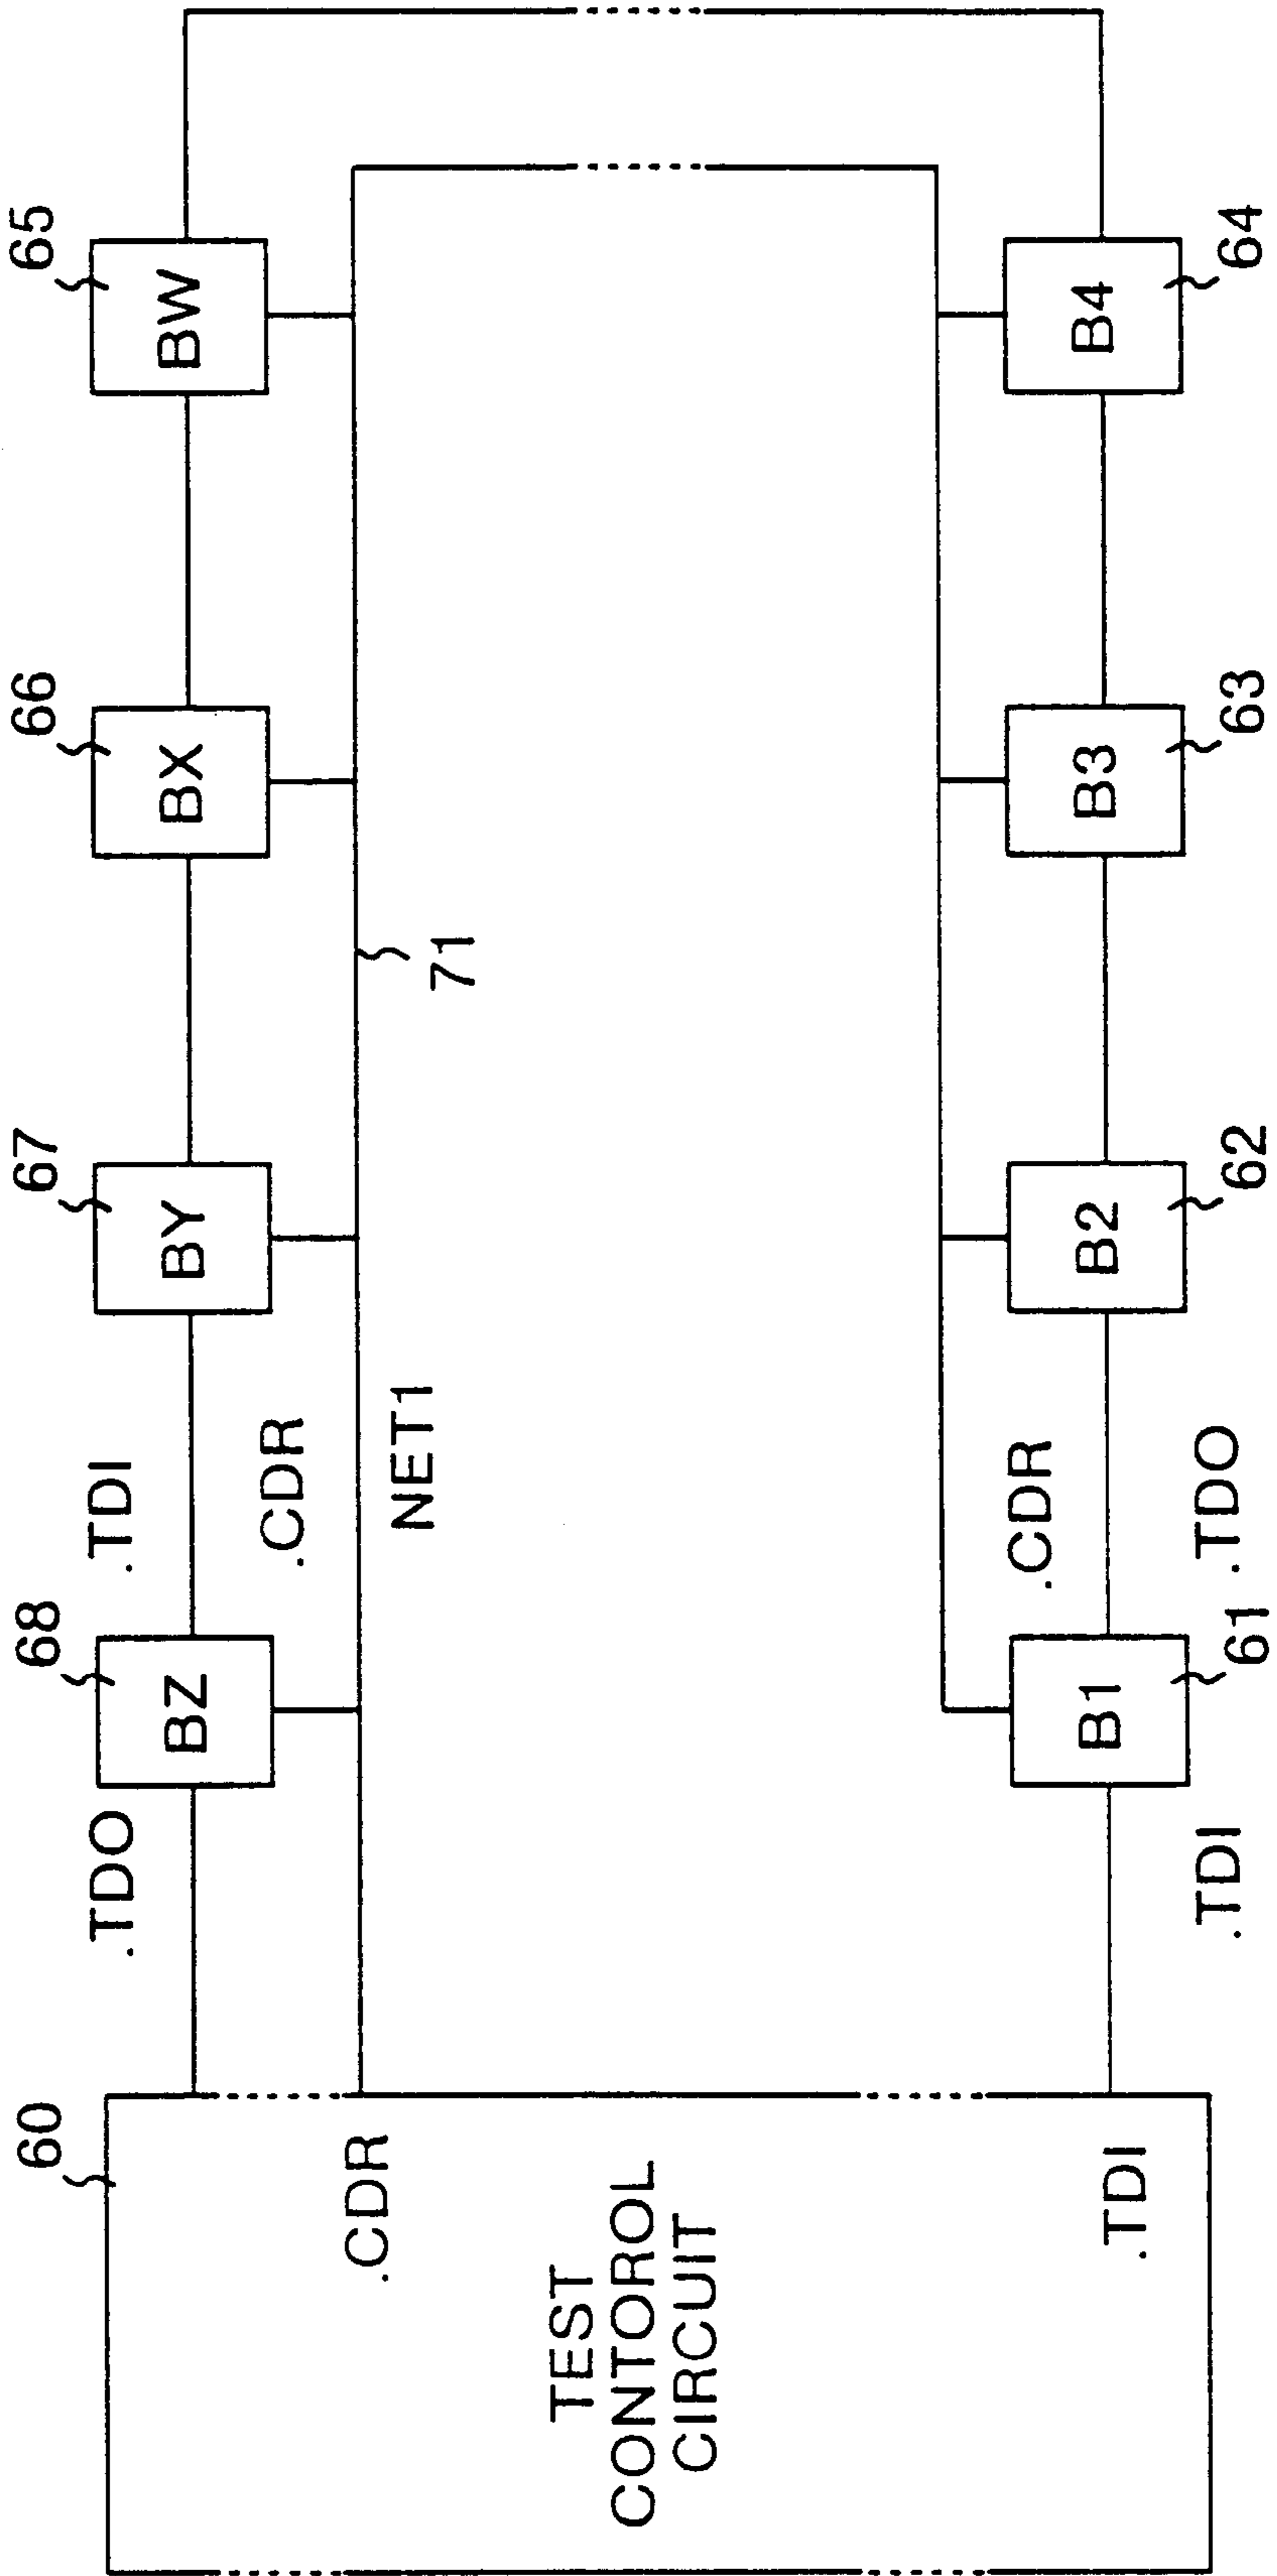 60
68
67
66
65
.TDO
BZ
.TDI
BY
BX
BW
.CDR
.CDR
NET1
71
TEST
CONTOROL
CIRCUIT
.CDR
.TDI
B1
B2
B3
B4
.TDI
61
.TDO
62
63
64